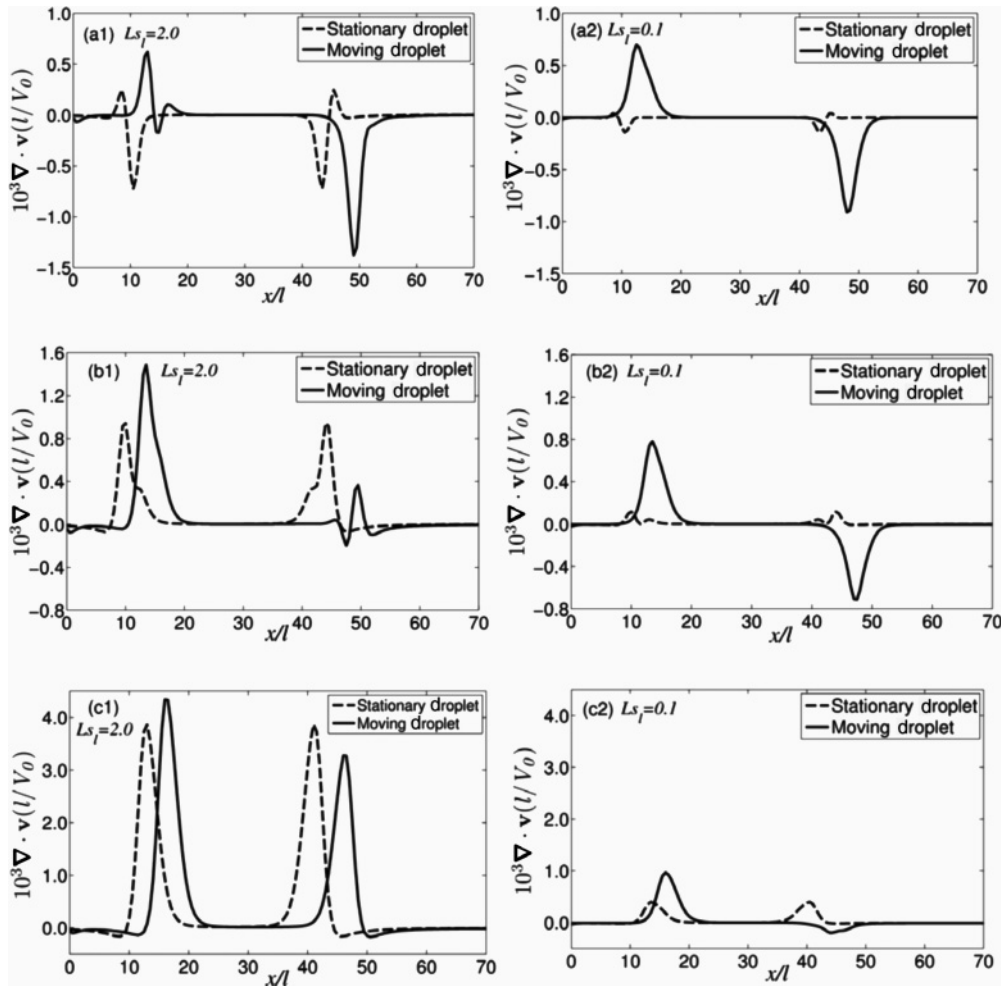 (a1) Ls_l=2.0
Stationary droplet
Moving droplet
10^3 ∇ · v(l/V_0)
1.0
0.5
0.0
−0.5
−1.0
−1.5
0 10 20 30 40 50 60 70
x/l
(a2) Ls_l=0.1
Stationary droplet
Moving droplet
10^3 ∇ · v(l/V_0)
1.0
0.5
0.0
−0.5
−1.0
−1.5
0 10 20 30 40 50 60 70
x/l
(b1) Ls_l=2.0
Stationary droplet
Moving droplet
10^3 ∇ · v(l/V_0)
1.6
1.2
0.8
0.4
0.0
−0.4
−0.8
0 10 20 30 40 50 60 70
x/l
(b2) Ls_l=0.1
Stationary droplet
Moving droplet
10^3 ∇ · v(l/V_0)
1.6
1.2
0.8
0.4
0.0
−0.4
−0.8
0 10 20 30 40 50 60 70
x/l
(c1)
Ls_l=2.0
Stationary droplet
Moving droplet
10^3 ∇ · v(l/V_0)
4.0
3.0
2.0
1.0
0.0
0 10 20 30 40 50 60 70
x/l
(c2) Ls_l=0.1
Stationary droplet
Moving droplet
10^3 ∇ · v(l/V_0)
4.0
3.0
2.0
1.0
0.0
0 10 20 30 40 50 60 70
x/l